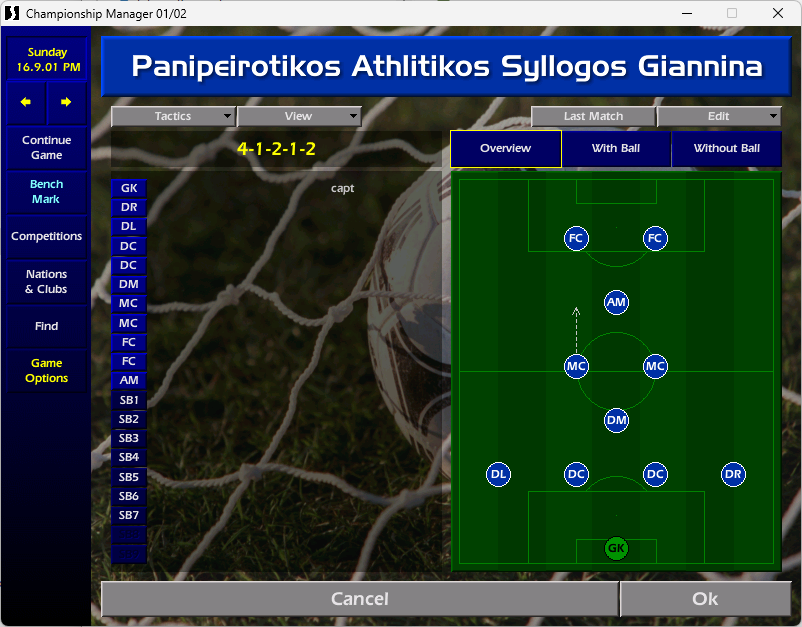 Championship Manager 01/02
Sunday
16.9.01 PM
Continue
Game
Bench
Mark
Competitions
Nations
& Clubs
Find
Game
Options
Panipeirotikos Athlitikos Syllogos Giannina
Tactics
View
Last Match
Edit
4-1-2-1-2
Overview
With Ball
Without Ball
GK capt
DR
DL
DC
DC
DM
MC
MC
FC
FC
AM
SB1
SB2
SB3
SB4
SB5
SB6
SB7
FC FC
AM
MC MC
DM
DL DC DC DR
GK
Cancel
Ok